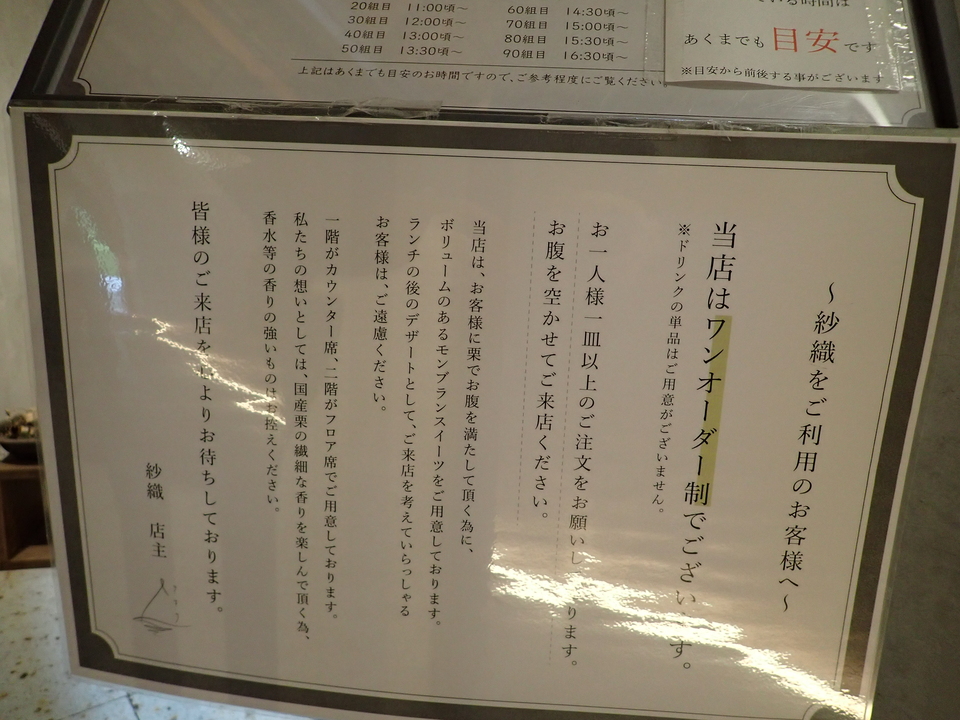 20組目 11:00頃～ 60組目 14:30頃～
30組目 12:00頃～ 70組目 15:00頃～
40組目 13:00頃～ 80組目 15:30頃～
50組目 13:30頃～ 90組目 16:30頃～
上記はあくまでも目安のお時間ですので、ご参考程度にご覧ください
時間は
あくまでも目安です
※目安から前後する事がございます
～紗織をご利用のお客様へ～
当店はワンオーダー制でござい す。
※ドリンクの単品はご用意がございません。
お一人様一皿以上のご注文をお願いし ります。
お腹を空かせてご来店ください。
当店は、お客様に栗でお腹を満たして頂く為に、
ボリュームのあるモンブランスイーツをご用意しております。
ランチの後のデザートとして、ご来店を考えていらっしゃる
お客様は、ご遠慮ください。
一階がカウンター席、二階がフロア席でご用意しております。
私たちの想いとしては、国産栗の繊細な香りを楽しんで頂く為、
香水等の香りの強いものはお控えください。
皆様のご来店を よりお待ちしております。
紗織 店主